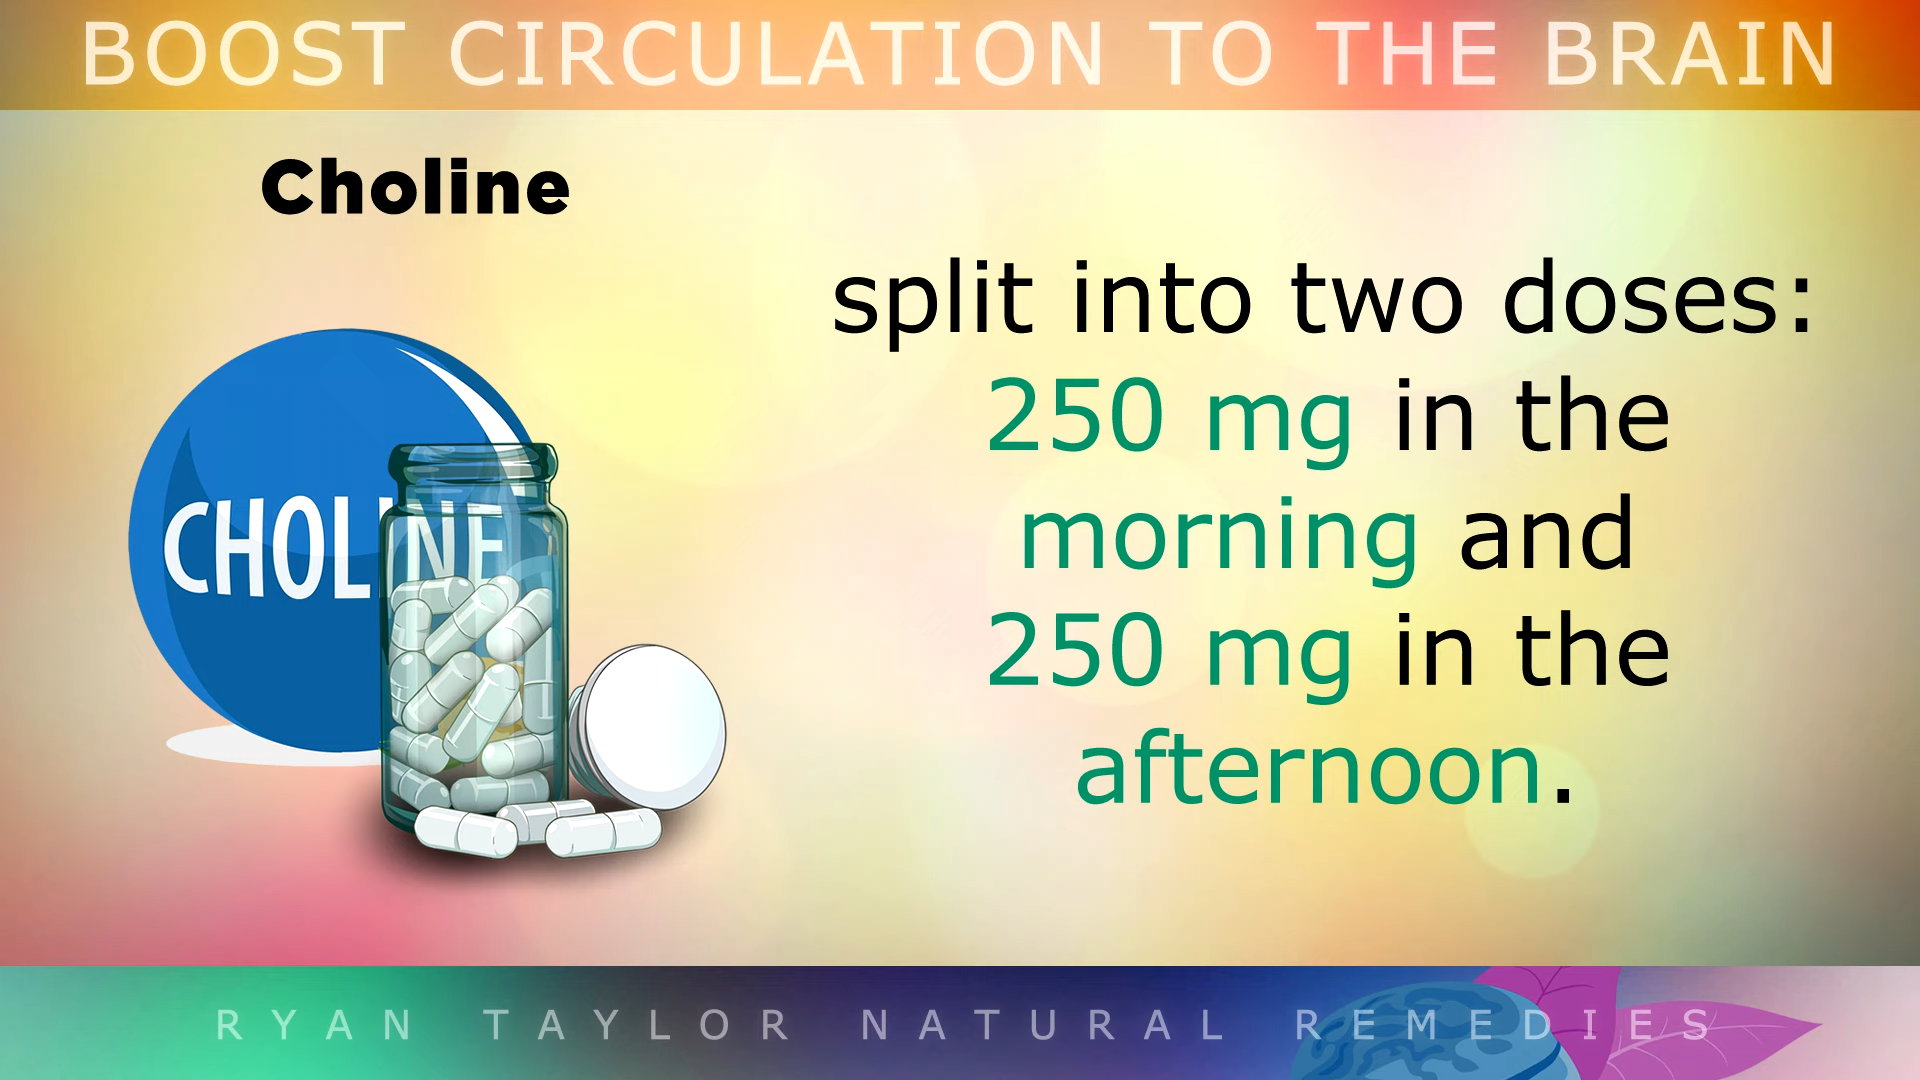 BOOST CIRCULATION TO THE BRAIN
Choline
CHOLINE
split into two doses:
250 mg in the
morning and
250 mg in the
afternoon.
RYAN TAYLOR NATURAL REMEDIES